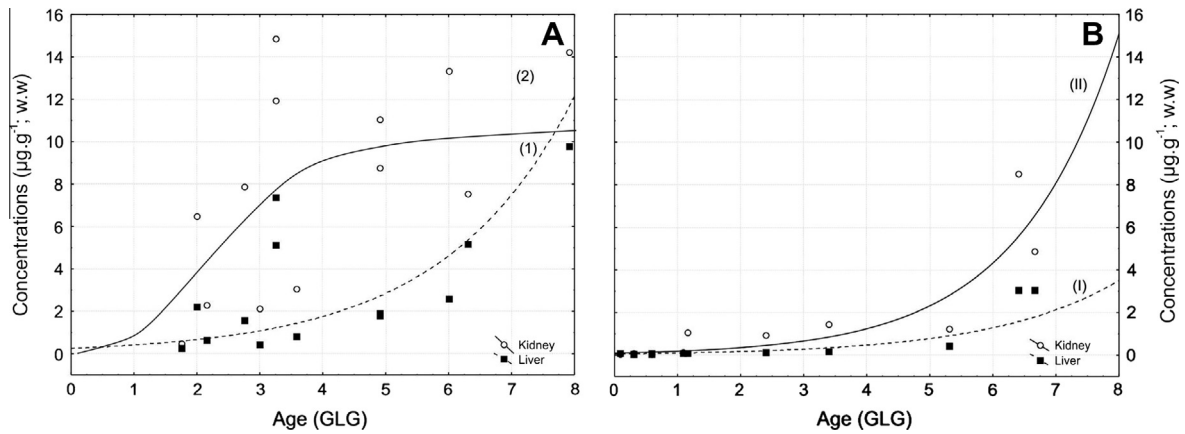 A
Concentrations (µg.g⁻¹; w.w)
16
14
12
10
8
6
4
2
0
(2)
(1)
Kidney
Liver
0 1 2 3 4 5 6 7 8
Age (GLG)
B
16
14
12
10
8
6
4
2
0
Concentrations (µg.g⁻¹; w.w)
(II)
(I)
Kidney
Liver
0 1 2 3 4 5 6 7 8
Age (GLG)